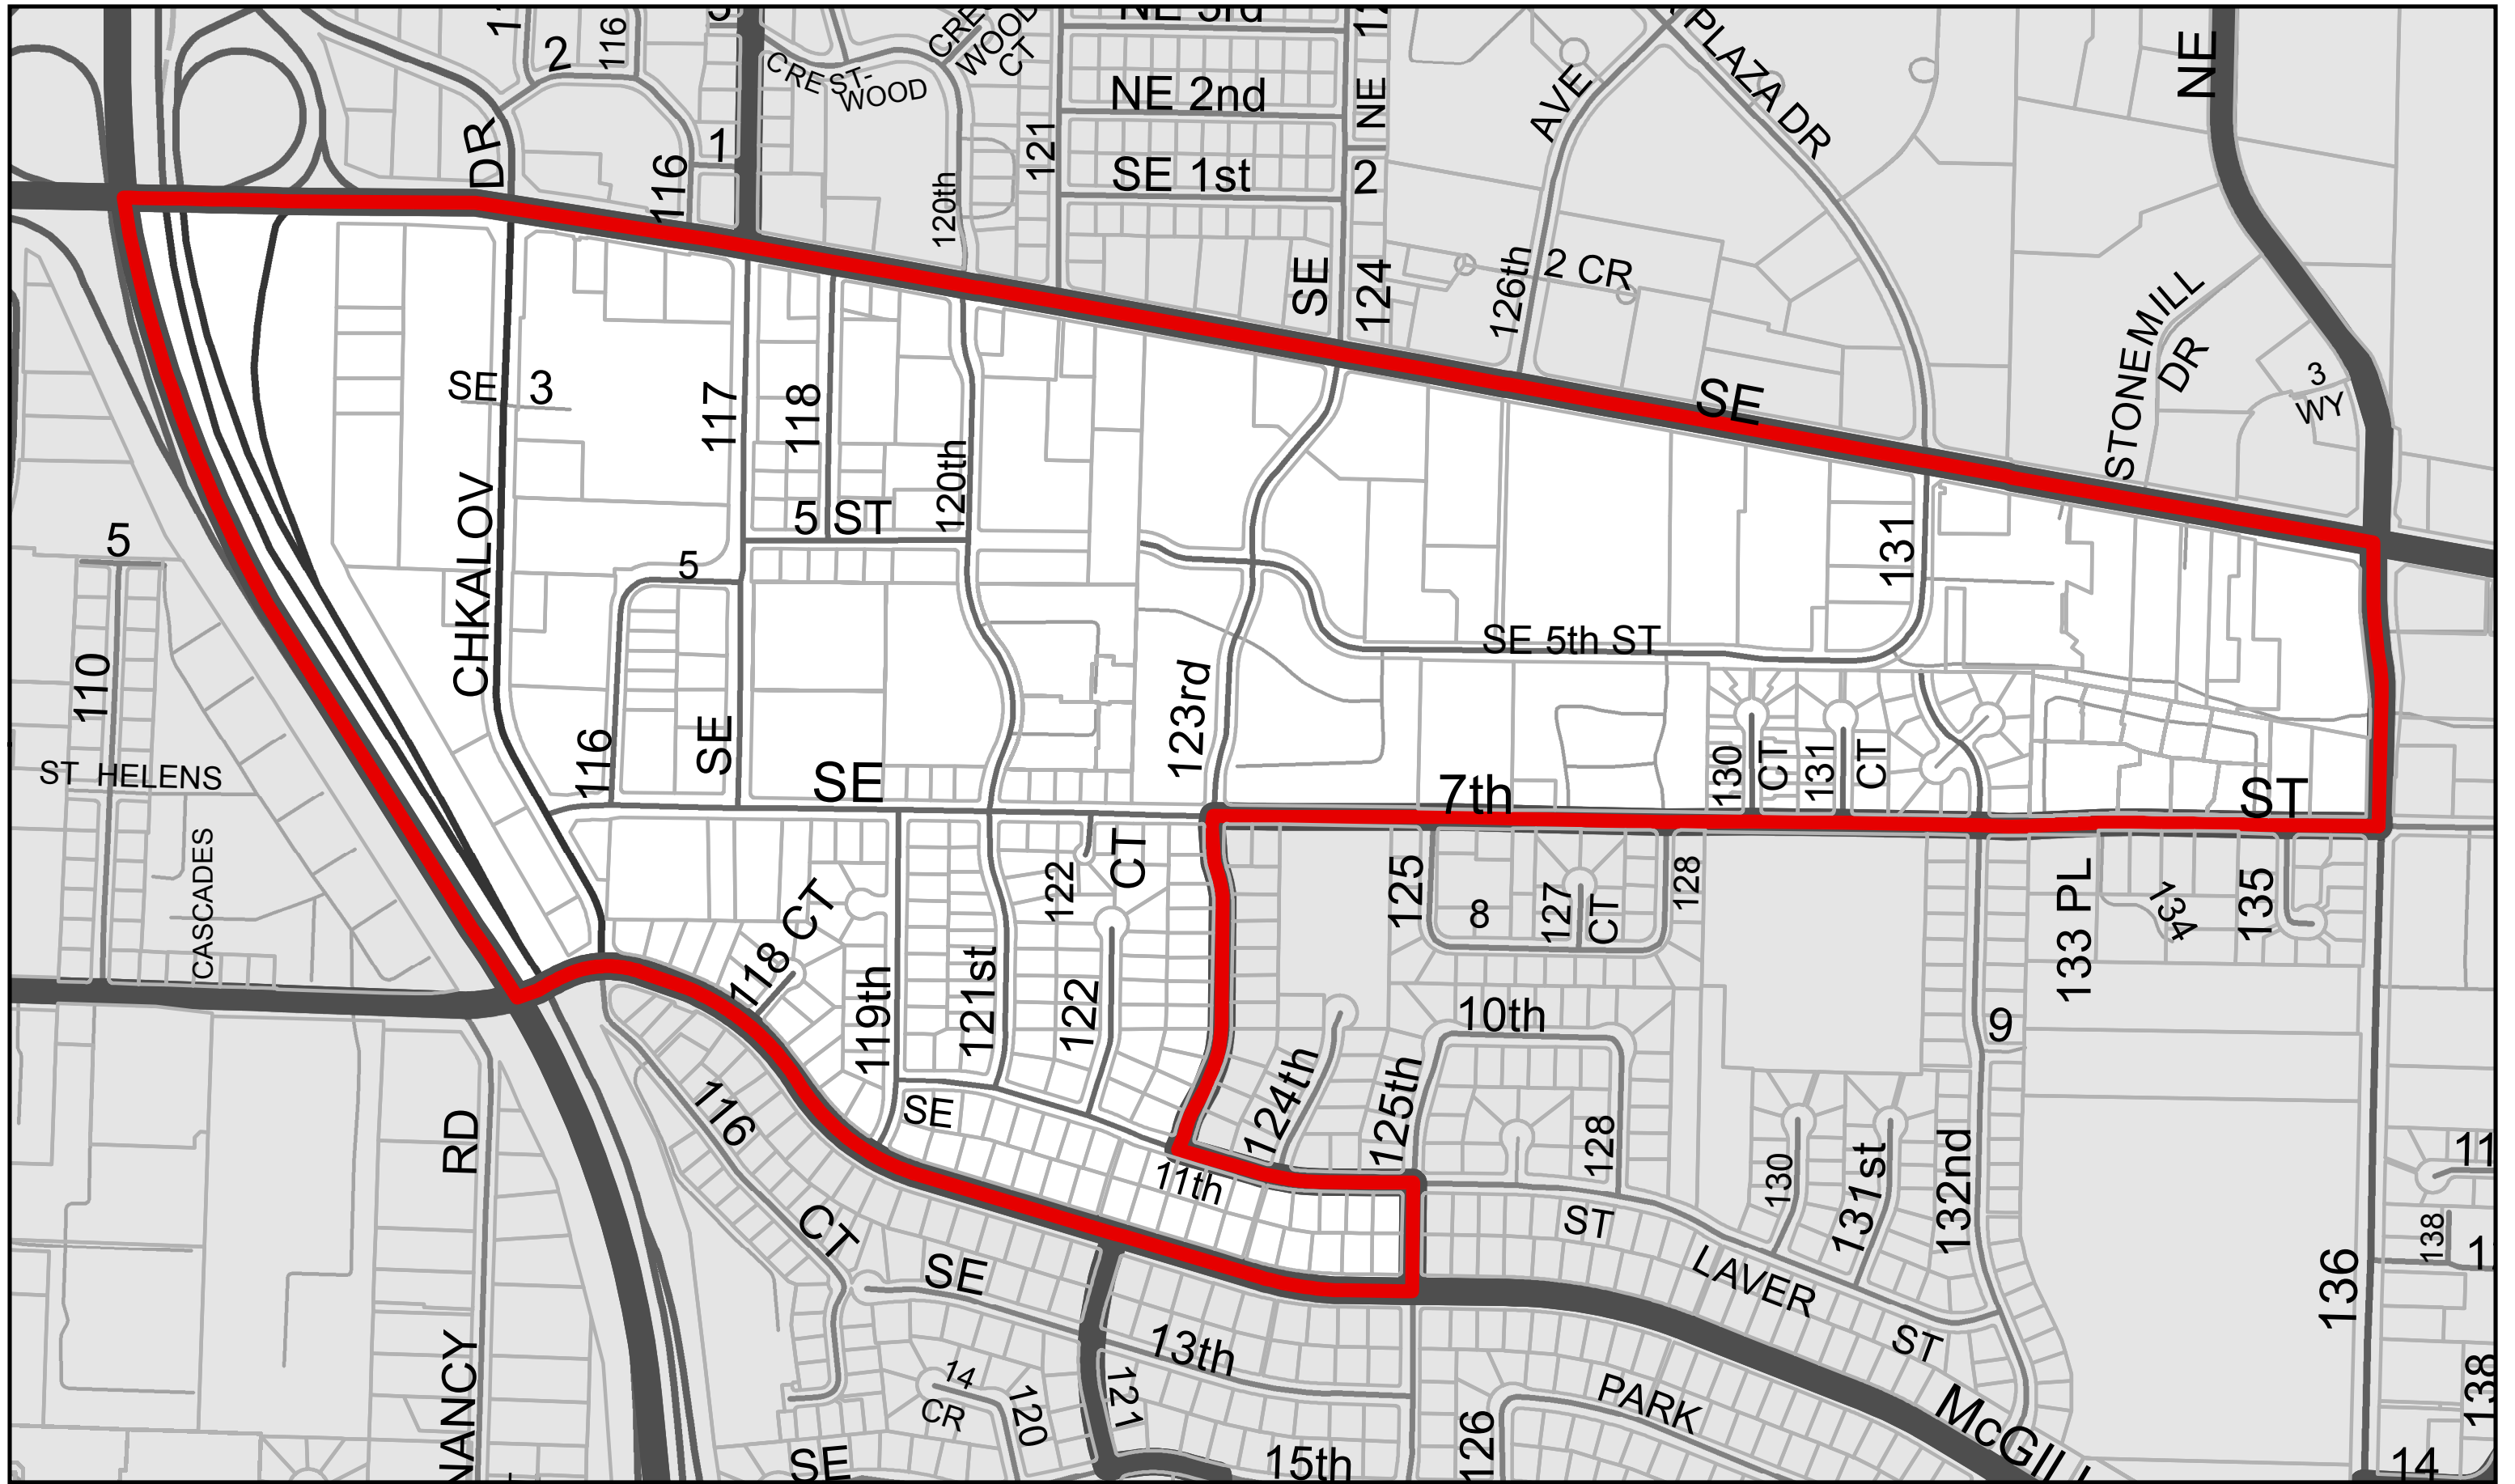 NE 3rd
CREST-
WOOD
WOOD
CT
2
116
NE
DR
1
116
NE 2nd
NE
AVE
PLAZA DR
121
SE 1st
2
120th
SE
124
126th
2 CR
STONEMILL
DR
3
WY
SE
SE 3
117
118
120th
5 ST
CHKALOV
5
5
131
110
SE 5th ST
123rd
116
SE
SE
7th
ST
130
CT
131
CT
ST HELENS
CASCADES
118 CT
119th
121st
122
CT
122
125
8
127
CT
128
133 PL
134
135
10th
9
124th
125th
128
116
CT
SE
11th
ST
130
131st
132nd
RD
NANCY
SE
13th
14
CR
120
121
15th
SE
126
LAVER
ST
PARK
McGILL
136
138
138
14